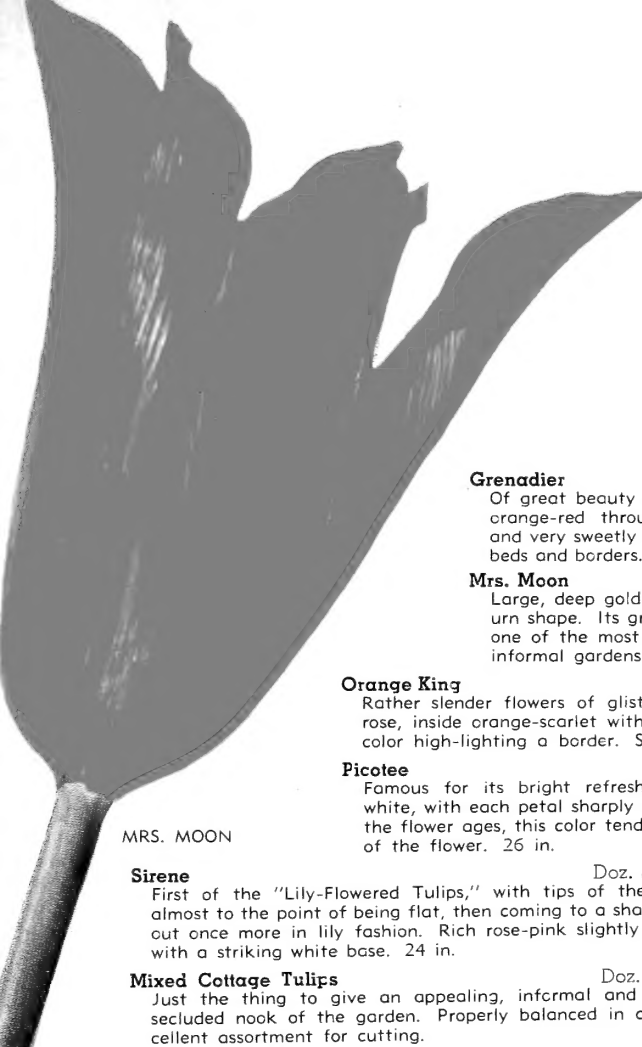 Grenadier
Of great beauty
orange-red throu
and very sweetly
beds and borders.
Mrs. Moon
Large, deep gold
urn shape. Its gr
one of the most
informal gardens
Orange King
Rather slender flowers of glist
rose, inside orange-scarlet with
color high-lighting a border. S
Picotee
Famous for its bright refresh
white, with each petal sharply
the flower ages, this color tend
of the flower. 26 in.
MRS. MOON
Sirene Doz.
First of the "Lily-Flowered Tulips," with tips of the
almost to the point of being flat, then coming to a sha
out once more in lily fashion. Rich rose-pink slightly
with a striking white base. 24 in.
Mixed Cottage Tulips Doz.
Just the thing to give an appealing, informal and
secluded nook of the garden. Properly balanced in c
cellent assortment for cutting.